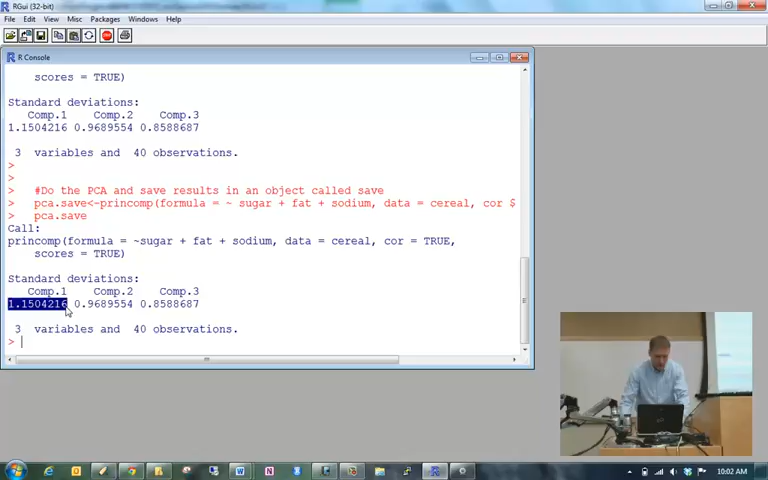 RGui (32-bit)
File Edit View Misc Packages Windows Help
R Console
scores = TRUE)
Standard deviations:
Comp.1 Comp.2 Comp.3
1.1504216 0.9689554 0.8588687
3 variables and 40 observations.
>
>
> #Do the PCA and save results in an object called save
> pca.save<-princomp(formula = ~ sugar + fat + sodium, data = cereal, cor $
> pca.save
Call:
princomp(formula = ~sugar + fat + sodium, data = cereal, cor = TRUE,
scores = TRUE)
Standard deviations:
Comp.1 Comp.2 Comp.3
1.1504216 0.9689554 0.8588687
3 variables and 40 observations.
>
10:02 AM